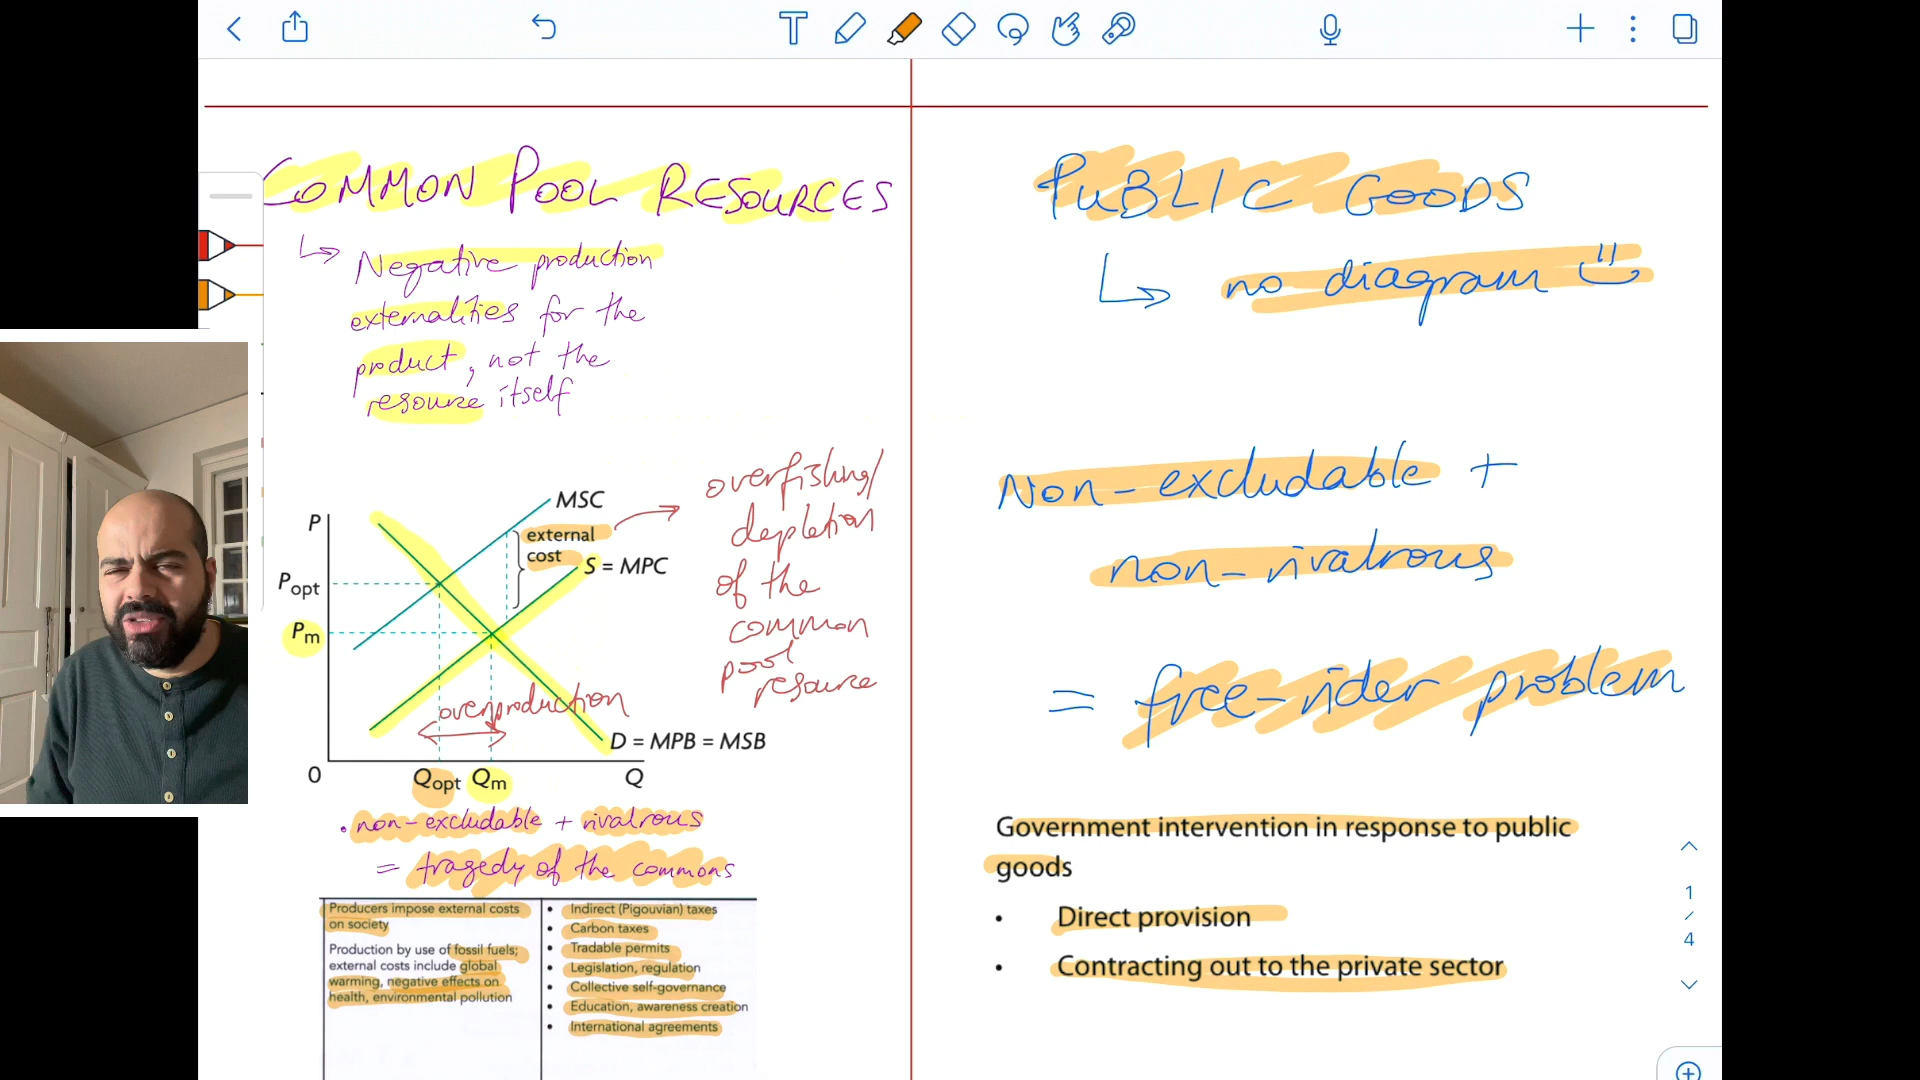 COMMON POOL RESOURCES
↳ Negative production
externalities for the
product, not the
resource itself
P
MSC
external
cost
S = MPC
Popt
Pm
overproduction
D = MPB = MSB
0
Qopt
Qm
Q
overfishing/
depletion
of the
common
pool
resource
• non-excludable + rivalrous
= tragedy of the commons
Producers impose external costs
on society
Production by use of fossil fuels;
external costs include global
warming, negative effects on
health, environmental pollution
• Indirect (Pigouvian) taxes
• Carbon taxes
• Tradable permits
• Legislation, regulation
• Collective self-governance
• Education, awareness creation
• International agreements
PUBLIC GOODS
↳ no diagram
Non-excludable +
non-rivalrous
= free-rider problem
Government intervention in response to public
goods
• Direct provision
• Contracting out to the private sector
1
/
4